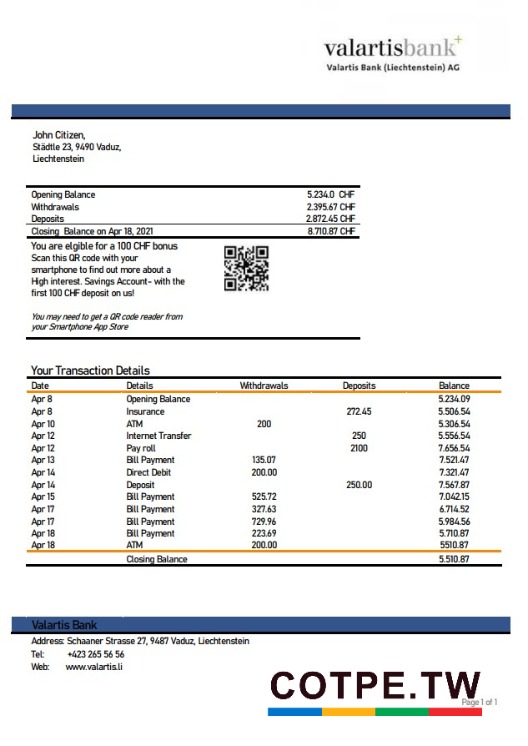 valartisbank+
Valartis Bank (Liechtenstein) AG
John Citizen,
Städtle 23, 9490 Vaduz,
Liechtenstein
Opening Balance 5.234.0 CHF
Withdrawals 2.395.67 CHF
Deposits 2.872.45 CHF
Closing Balance on Apr 18, 2021 8.710.87 CHF
You are elgible for a 100 CHF bonus
Scan this QR code with your
smartphone to find out more about a
High interest. Savings Account- with the
first 100 CHF deposit on us!
You may need to get a QR code reader from
your Smartphone App Store
Your Transaction Details
Date Details Withdrawals Deposits Balance
Apr 8 Opening Balance 5.234.09
Apr 8 Insurance 272.45 5.506.54
Apr 10 ATM 200 5.306.54
Apr 12 Internet Transfer 250 5.556.54
Apr 12 Pay roll 2100 7.656.54
Apr 13 Bill Payment 135.07 7.521.47
Apr 14 Direct Debit 200.00 7.321.47
Apr 14 Deposit 250.00 7.567.87
Apr 15 Bill Payment 525.72 7.042.15
Apr 17 Bill Payment 327.63 6.714.52
Apr 17 Bill Payment 729.96 5.984.56
Apr 18 Bill Payment 223.69 5.710.87
Apr 18 ATM 200.00 5510.87
Closing Balance 5.510.87
Valartis Bank
Address: Schaaner Strasse 27, 9487 Vaduz, Liechtenstein
Tel: +423 265 56 56
Web: www.valartis.li
COTPE.TW
Page 1 of 1